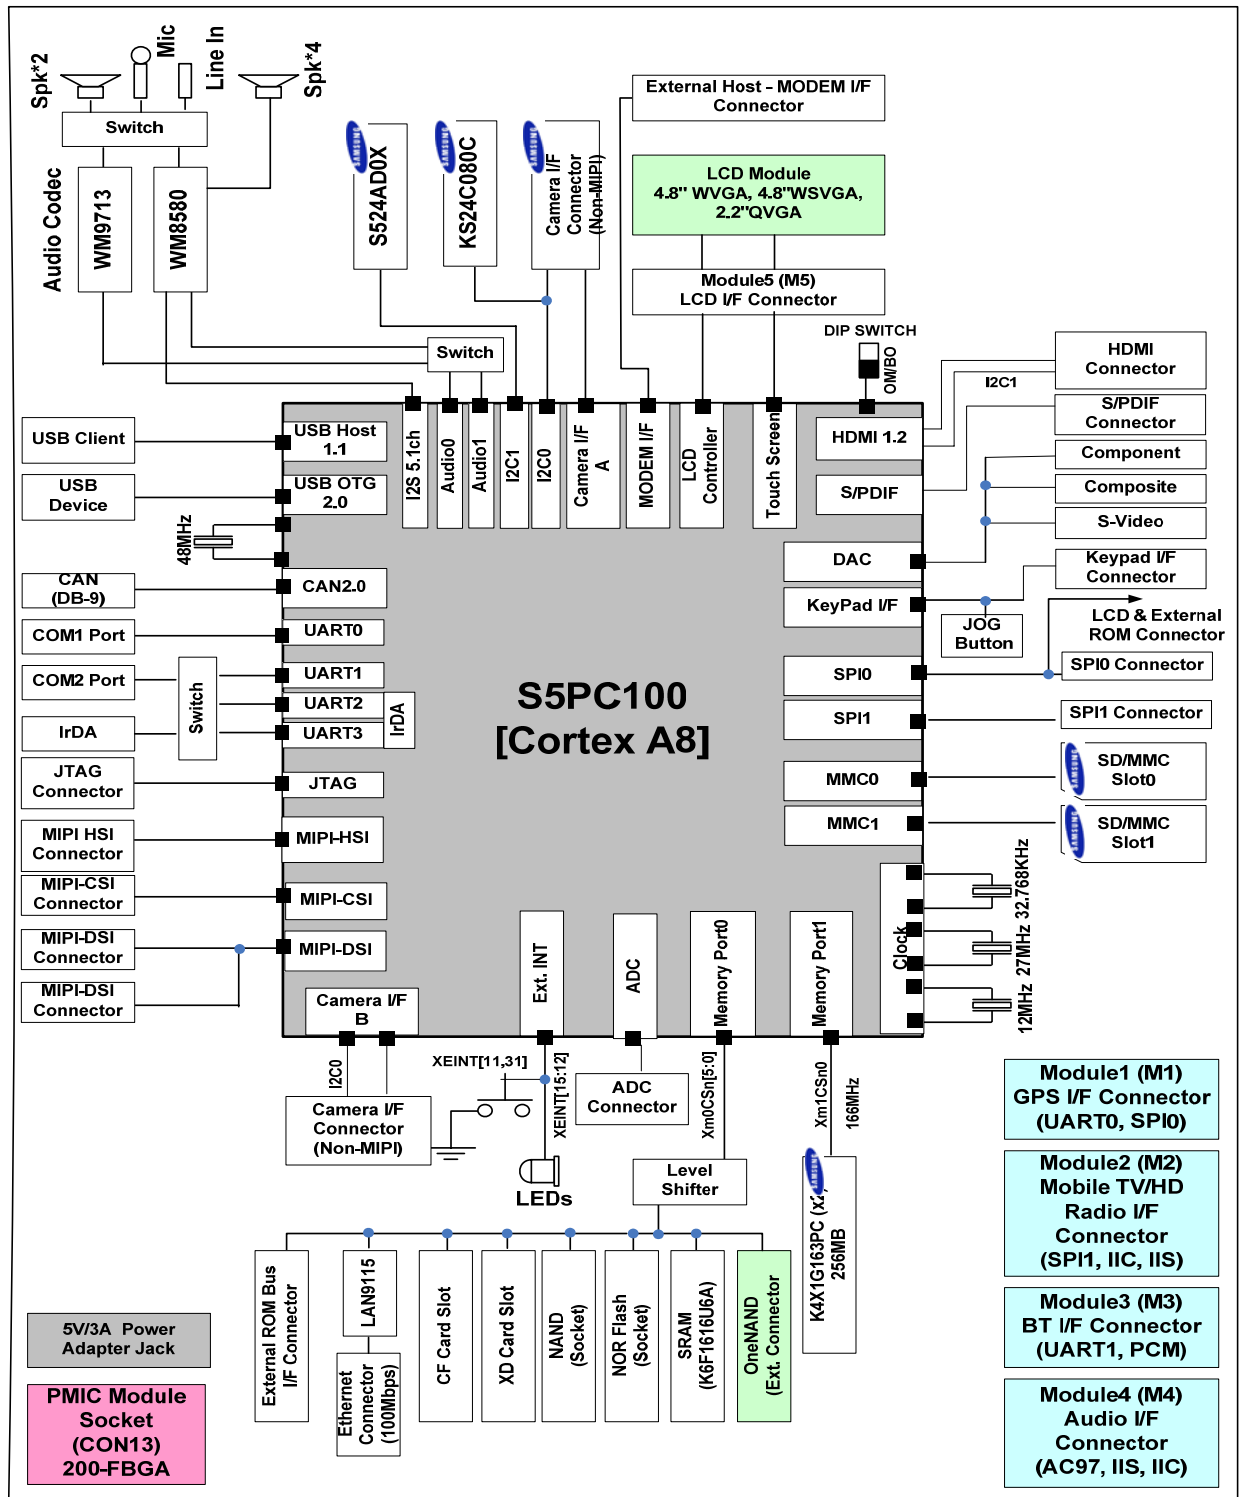 Spk*2
Mic
Line In
Spk*4
Switch
Audio Codec
WM9713
WM8580
SAMSUNG
S524AD0X
SAMSUNG
KS24C080C
SAMSUNG
Camera I/F
Connector
(Non-MIPI)
External Host - MODEM I/F
Connector
LCD Module
4.8" WVGA, 4.8"WSVGA,
2.2"QVGA
Module5 (M5)
LCD I/F Connector
Switch
DIP SWITCH
OM/BO
I2C1
HDMI
Connector
S/PDIF
Connector
Component
Composite
S-Video
Keypad I/F
Connector
LCD & External
ROM Connector
JOG
Button
SPI0 Connector
SPI1 Connector
SAMSUNG
SD/MMC
Slot0
SAMSUNG
SD/MMC
Slot1
USB Client
USB
Device
48MHz
CAN
(DB-9)
COM1 Port
COM2 Port
IrDA
Switch
JTAG
Connector
MIPI HSI
Connector
MIPI-CSI
Connector
MIPI-DSI
Connector
MIPI-DSI
Connector
USB Host
1.1
USB OTG
2.0
CAN2.0
UART0
UART1
UART2
UART3
IrDA
JTAG
MIPI-HSI
MIPI-CSI
MIPI-DSI
I2S 5.1ch
Audio0
Audio1
I2C1
I2C0
Camera I/F
A
MODEM I/F
LCD
Controller
Touch Screen
HDMI 1.2
S/PDIF
DAC
KeyPad I/F
SPI0
SPI1
MMC0
MMC1
S5PC100
[Cortex A8]
Clock
32.768KHz
27MHz
12MHz
Camera I/F
B
Ext. INT
ADC
Memory Port0
Memory Port1
I2C0
XEINT[11,31]
XEINT[15:12]
Xm0CSn[5:0]
Xm1CSn0
166MHz
Camera I/F
Connector
(Non-MIPI)
LEDs
ADC
Connector
Level
Shifter
SAMSUNG
K4X1G163PC (x2)
256MB
External ROM Bus
I/F Connector
LAN9115
Ethernet
Connector
(100Mbps)
CF Card Slot
XD Card Slot
NAND
(Socket)
NOR Flash
(Socket)
SRAM
(K6F1616U6A)
OneNAND
(Ext. Connector)
5V/3A Power
Adapter Jack
PMIC Module
Socket
(CON13)
200-FBGA
Module1 (M1)
GPS I/F Connector
(UART0, SPI0)
Module2 (M2)
Mobile TV/HD
Radio I/F
Connector
(SPI1, IIC, IIS)
Module3 (M3)
BT I/F Connector
(UART1, PCM)
Module4 (M4)
Audio I/F
Connector
(AC97, IIS, IIC)